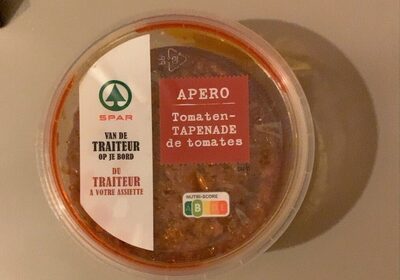 SPAR
VAN DE
TRAITEUR
OP JE BORD
DU
TRAITEUR
A VOTRE ASSIETTE
APERO
Tomaten-
TAPENADE
de tomates
NUTRI-SCORE
A B C D E